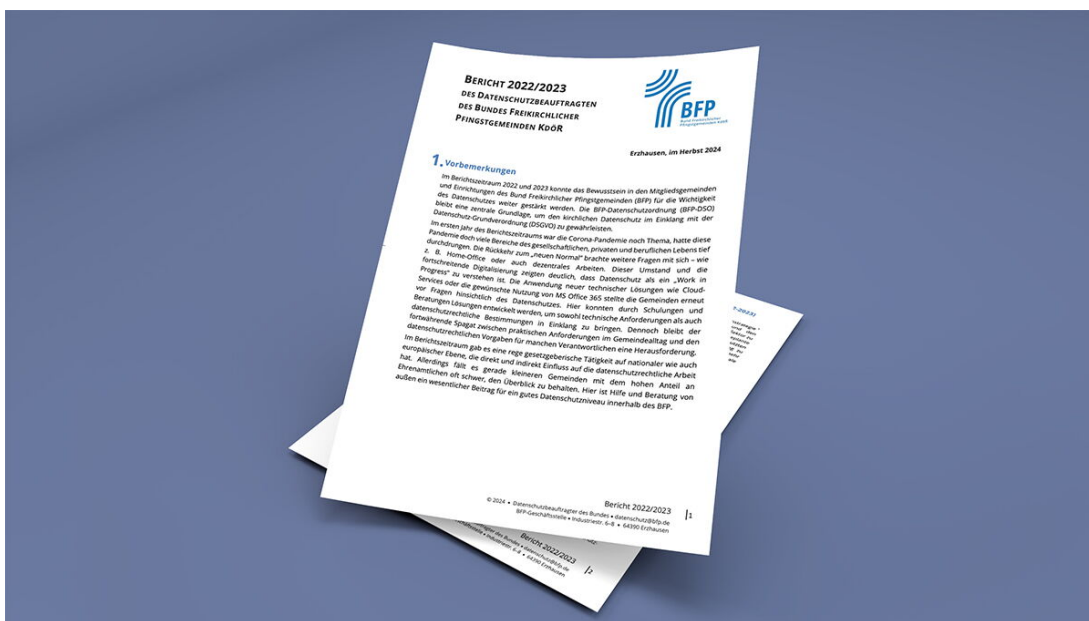 BERICHT 2022/2023
DES DATENSCHUTZBEAUFTRAGTEN
DES BUNDES FREIKIRCHLICHER
PFINGSTGEMEINDEN KDÖR
BFP
Bund Freikirchlicher
Pfingstgemeinden KdöR
Erzhausen, im Herbst 2024
1. Vorbemerkungen
Im Berichtszeitraum 2022 und 2023 konnte das Bewusstsein in den Mitgliedsgemeinden
und Einrichtungen des Bund Freikirchlicher Pfingstgemeinden (BFP) für die Wichtigkeit
des Datenschutzes weiter gestärkt werden. Die BFP-Datenschutzordnung (BFP-DSO)
bleibt eine zentrale Grundlage, um den kirchlichen Datenschutz im Einklang mit der
Datenschutz-Grundverordnung (DSGVO) zu gewährleisten.
Im ersten Jahr des Berichtszeitraums war die Corona-Pandemie noch Thema, hatte diese
Pandemie doch viele Bereiche des gesellschaftlichen, privaten und beruflichen Lebens tief
durchdrungen. Die Rückkehr zum „neuen Normal“ brachte weitere Fragen mit sich – wie
z. B. Home-Office oder auch dezentrales Arbeiten. Dieser Umstand und die
fortschreitende Digitalisierung zeigten deutlich, dass Datenschutz als ein „Work in
Progress“ zu verstehen ist. Die Anwendung neuer technischer Lösungen wie Cloud-
Services oder die gewünschte Nutzung von MS Office 365 stellte die Gemeinden erneut
vor Fragen hinsichtlich des Datenschutzes. Hier konnten durch Schulungen und
Beratungen Lösungen entwickelt werden, um sowohl technische Anforderungen als auch
datenschutzrechtliche Bestimmungen in Einklang zu bringen. Dennoch bleibt der
fortwährende Spagat zwischen praktischen Anforderungen im Gemeindealltag und den
datenschutzrechtlichen Vorgaben für manchen Verantwortlichen eine Herausforderung.
Im Berichtszeitraum gab es eine rege gesetzgeberische Tätigkeit auf nationaler wie auch
europäischer Ebene, die direkt und indirekt Einfluss auf die datenschutzrechtliche Arbeit
hat. Allerdings fällt es gerade kleineren Gemeinden mit dem hohen Anteil an
Ehrenamtlichen oft schwer, den Überblick zu behalten. Hier ist Hilfe und Beratung von
außen ein wesentlicher Beitrag für ein gutes Datenschutzniveau innerhalb des BFP.
Bericht 2022/2023 |1
© 2024 • Datenschutzbeauftragter des Bundes • datenschutz@bfp.de
BFP-Geschäftsstelle • Industriestr. 6–8 • 64390 Erzhausen
Bericht 2022/2023 |2
des Bundes • datenschutz@bfp.de
Industriestr. 6–8 • 64390 Erzhausen